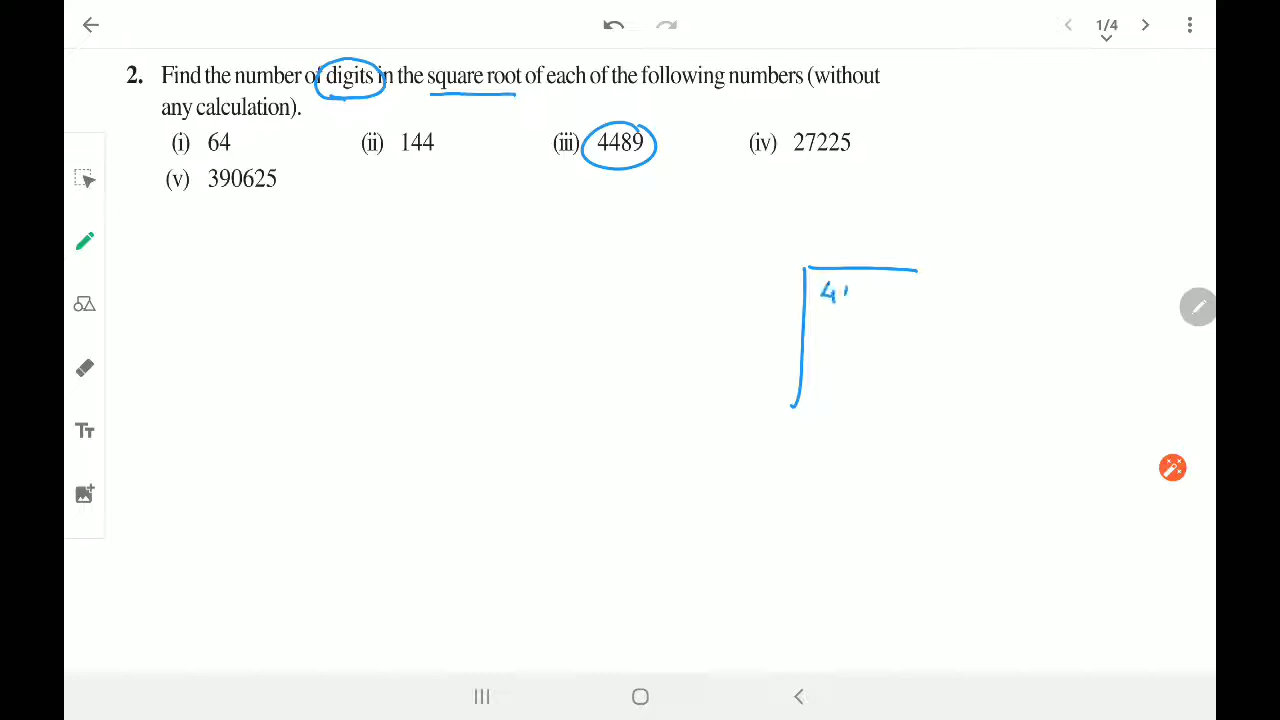 1/4
2. Find the number of digits in the square root of each of the following numbers (without
any calculation).
(i) 64 (ii) 144 (iii) 4489 (iv) 27225
(v) 390625
4
Tт